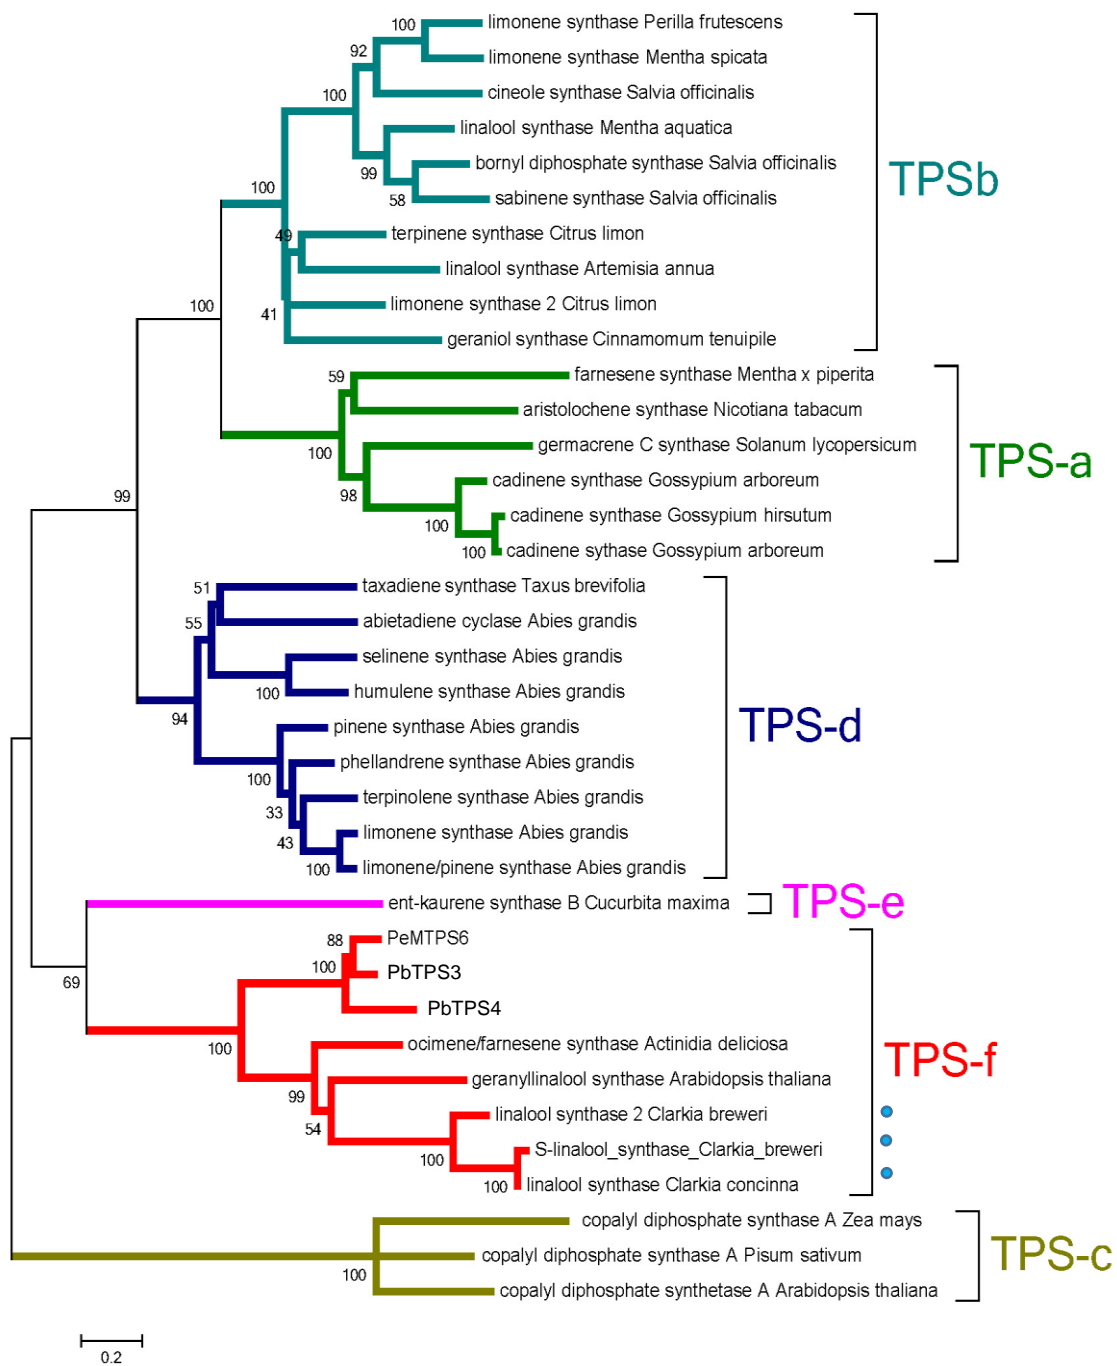 limonene synthase Perilla frutescens
100
limonene synthase Mentha spicata
92
cineole synthase Salvia officinalis
100
linalool synthase Mentha aquatica
bornyl diphosphate synthase Salvia officinalis
99
58
sabinene synthase Salvia officinalis
TPSb
100
49
terpinene synthase Citrus limon
linalool synthase Artemisia annua
limonene synthase 2 Citrus limon
41
geraniol synthase Cinnamomum tenuipile
100
59
farnesene synthase Mentha x piperita
aristolochene synthase Nicotiana tabacum
100
germacrene C synthase Solanum lycopersicum
TPS-a
98
cadinene synthase Gossypium arboreum
cadinene synthase Gossypium hirsutum
100
100
cadinene sythase Gossypium arboreum
99
51
taxadiene synthase Taxus brevifolia
55
abietadiene cyclase Abies grandis
selinene synthase Abies grandis
100
humulene synthase Abies grandis
94
pinene synthase Abies grandis
TPS-d
100
phellandrene synthase Abies grandis
33
terpinolene synthase Abies grandis
43
limonene synthase Abies grandis
100
limonene/pinene synthase Abies grandis
ent-kaurene synthase B Cucurbita maxima
TPS-e
88
PeMTPS6
100
PbTPS3
69
PbTPS4
100
ocimene/farnesene synthase Actinidia deliciosa
TPS-f
geranyllinalool synthase Arabidopsis thaliana
99
54
linalool synthase 2 Clarkia breweri
S-linalool_synthase_Clarkia_breweri
100
100
linalool synthase Clarkia concinna
copalyl diphosphate synthase A Zea mays
copalyl diphosphate synthase A Pisum sativum
TPS-c
100
copalyl diphosphate synthetase A Arabidopsis thaliana
0.2